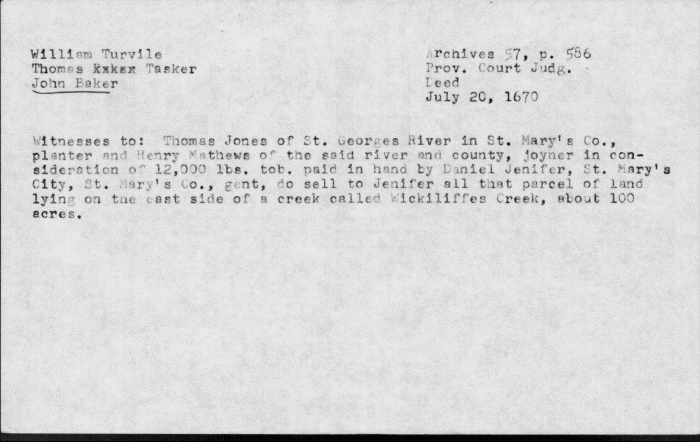 William Turvile
Thomas Tasker
John Baker
Archives 57, p. 586
Prov. Court Judg.
Deed
July 20, 1670
Witnesses to: Thomas Jones of St. Georges River in St. Mary's Co.,
planter and Henry Mathews of the said river and county, joyner in con-
sideration of 12,000 lbs. tob. paid in hand by Daniel Jenifer, St. Mary's
City, St. Mary's Co., gent, do sell to Jenifer all that parcel of land
lying on the east side of a creek called Wickiliffes Creek, about 100
acres.